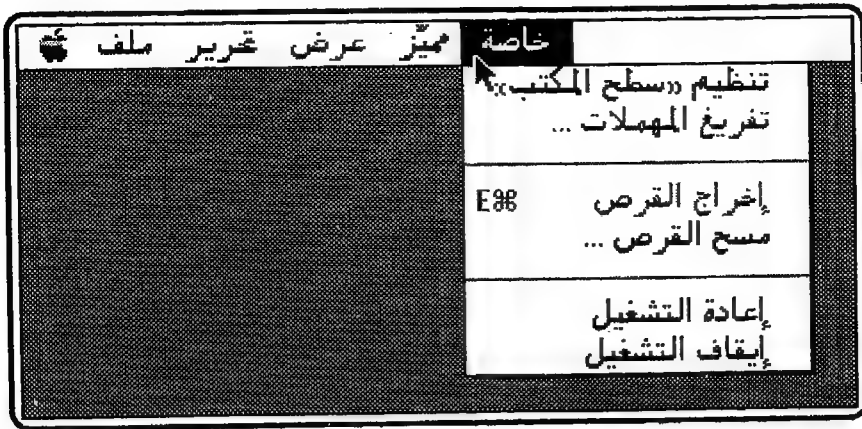 ملف تحرير عرض مميّز خاصة
تنظيم «سطح المكتب»
تفريغ المهملات ...
إخراج القرص E⌘
مسح القرص ...
إعادة التشغيل
إيقاف التشغيل